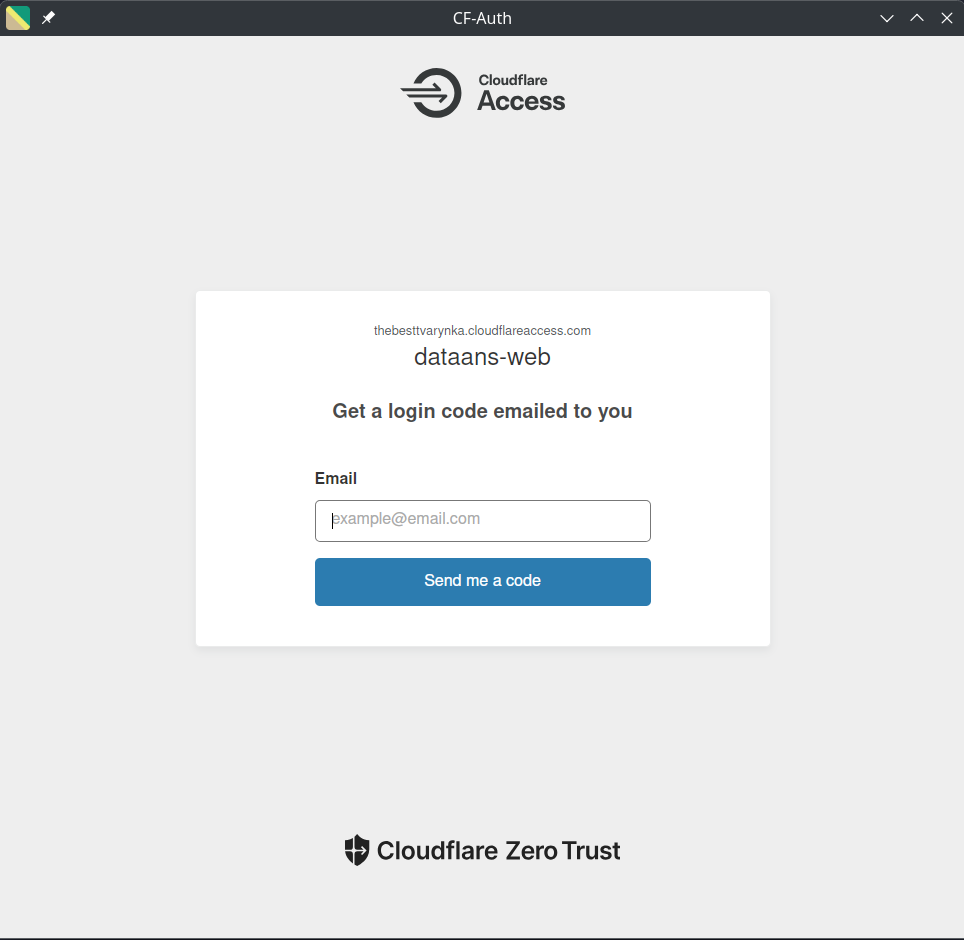 CF-Auth
Cloudflare
Access
thebesttvarynka.cloudflareaccess.com
dataans-web
Get a login code emailed to you
Email
example@email.com
Send me a code
Cloudflare Zero Trust